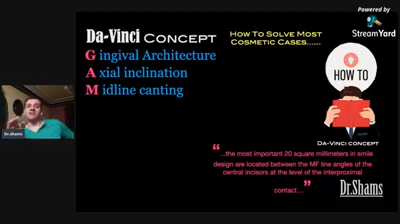 Powered by
StreamYard
Da-Vinci Concept
How To Solve Most
Cosmetic Cases......
G ingival Architecture
A xial inclination
M idline canting
HOW TO
Dr.shams
Da-Vinci concept
“ ...the most important 20 square millimeters in smile
design are located between the MF line angles of the
central incisors at the level of the interproximal
contact.... ”
Dr.Shams